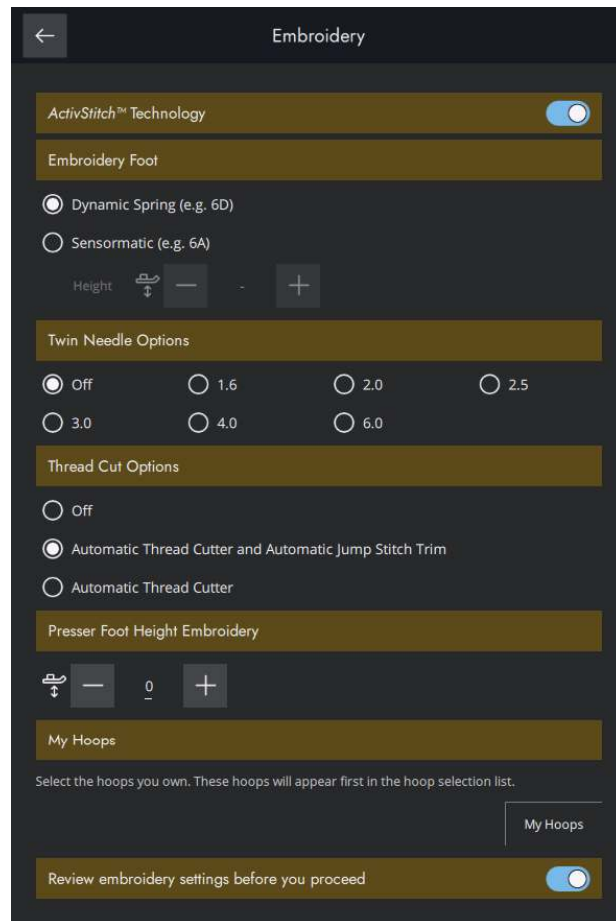 Embroidery
ActivStitch™ Technology
Embroidery Foot
Dynamic Spring (e.g. 6D)
Sensormatic (e.g. 6A)
Height - 
Twin Needle Options
Off 1.6 2.0 2.5
3.0 4.0 6.0
Thread Cut Options
Off
Automatic Thread Cutter and Automatic Jump Stitch Trim
Automatic Thread Cutter
Presser Foot Height Embroidery
0
My Hoops
Select the hoops you own. These hoops will appear first in the hoop selection list.
My Hoops
Review embroidery settings before you proceed